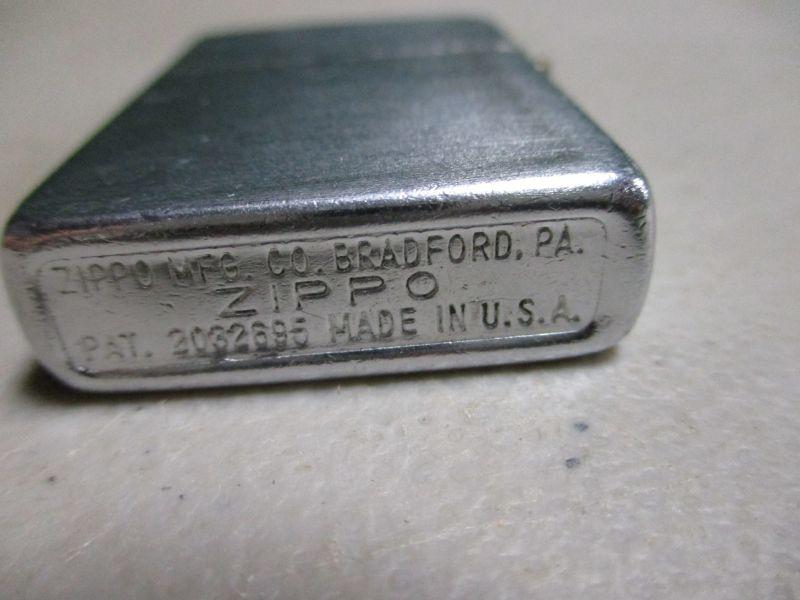 ZIPPO MFG. CO. BRADFORD, PA.
ZIPPO
PAT. 2032695 MADE IN U.S.A.